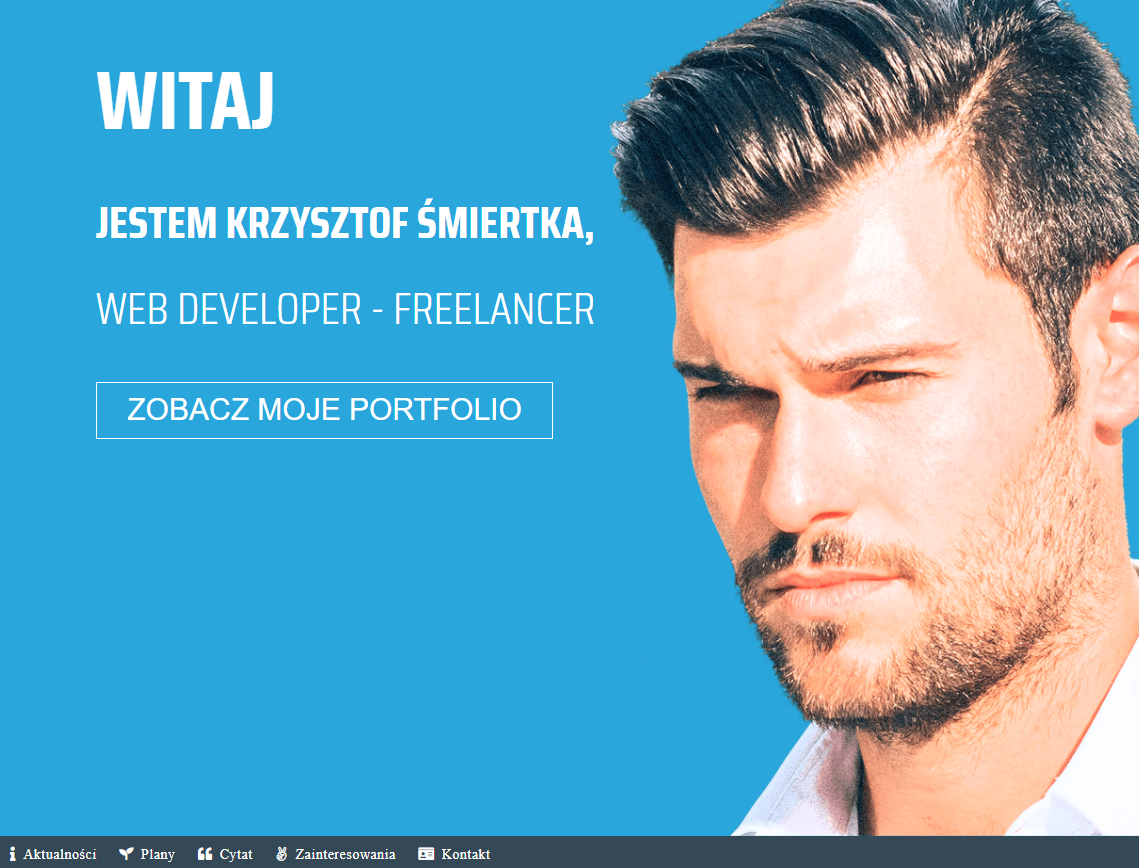 WITAJ
JESTEM KRZYSZTOF ŚMIERTKA,
WEB DEVELOPER - FREELANCER
ZOBACZ MOJE PORTFOLIO
Aktualności Plany Cytat Zainteresowania Kontakt